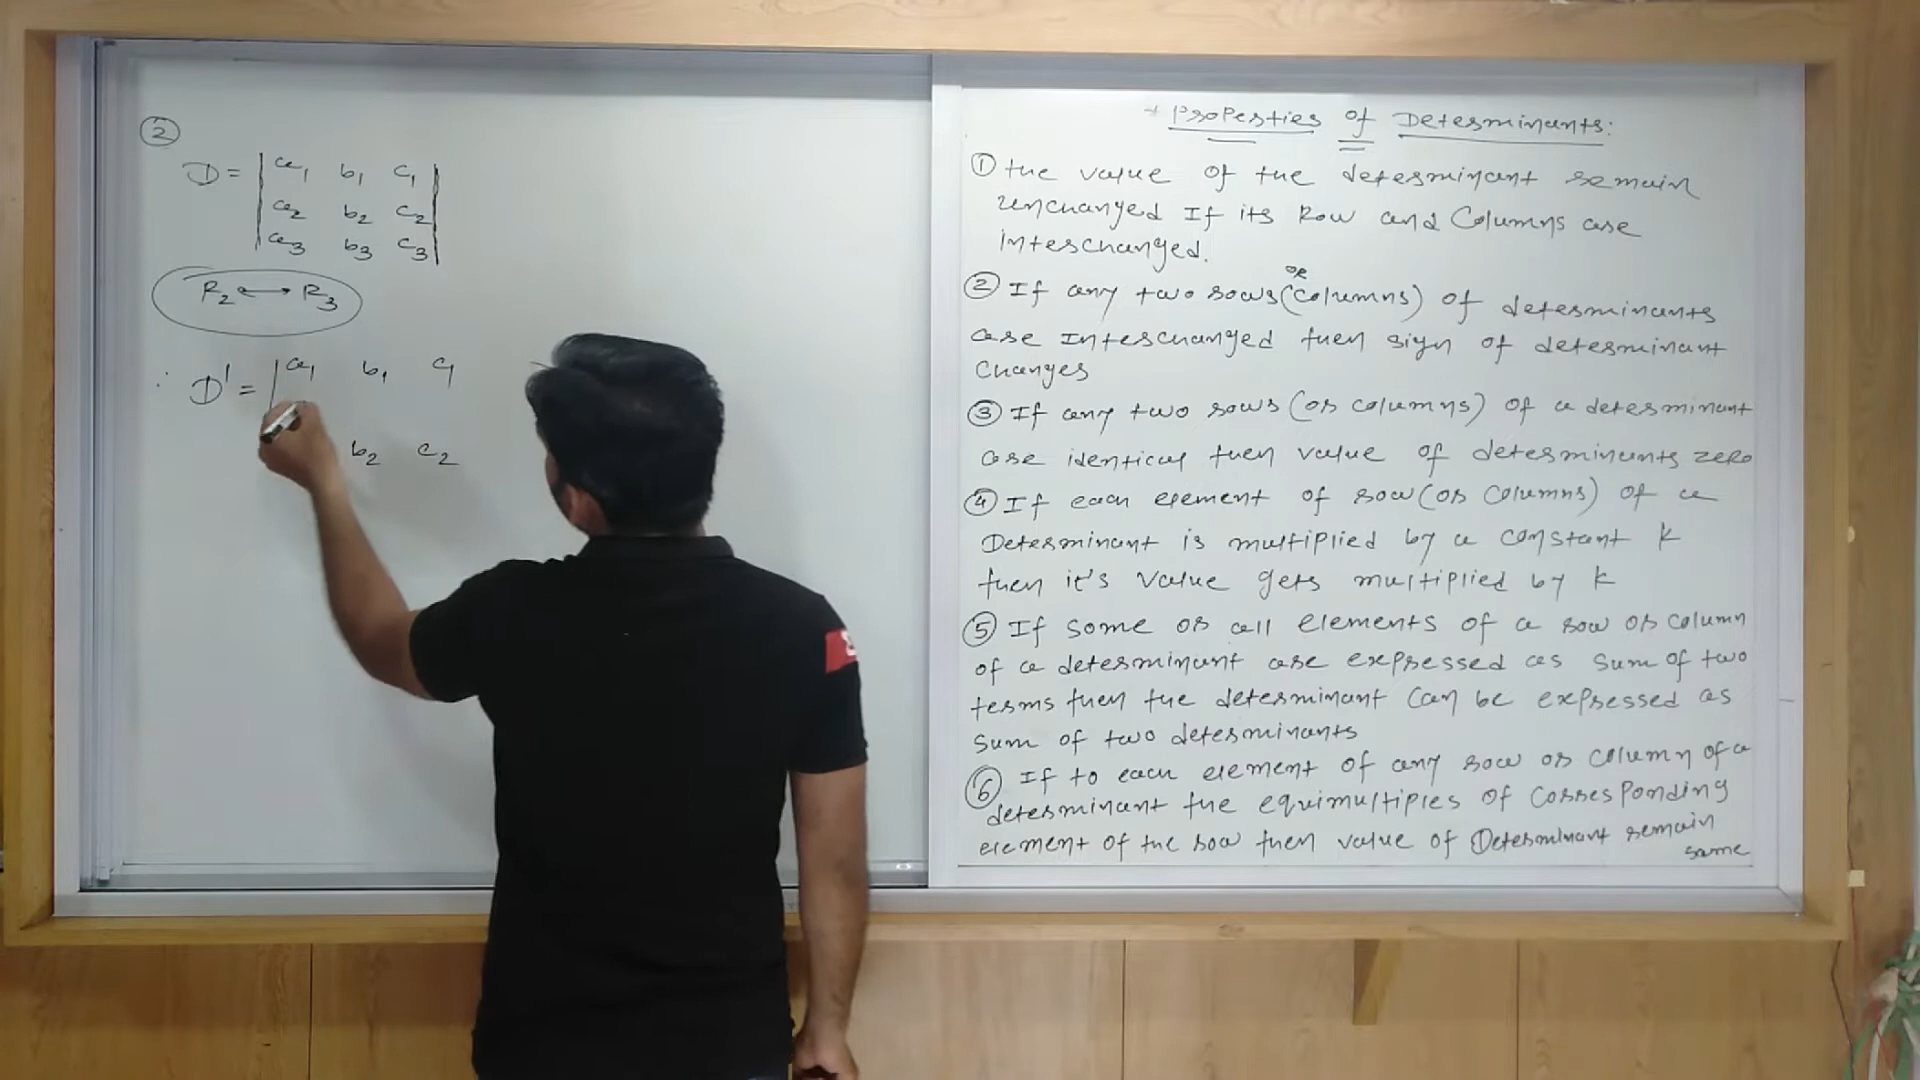 ②
D = | a₁ b₁ c₁ |
a₂ b₂ c₂
a₃ b₃ c₃
R₂ ↔ R₃
∴ D' = | a₁ b₁ c₁
b₂ c₂
* Properties of Determinants:
① the value of the determinant remain
unchanged If its Row and Columns are
interchanged.
② If any two rows (or columns) of determinants
are Interchanged then sign of determinant
changes
③ If any two rows (or columns) of a determinant
are identical then value of determinants zero
④ If each element of row (or columns) of a
Determinant is multiplied by a constant k
then it's value gets multiplied by k
⑤ If some or all elements of a row or column
of a determinant are expressed as sum of two
terms then the determinant can be expressed as
sum of two determinants
⑥ If to each element of any row or column of a
determinant the equimultiples of corresponding
element of the row then value of Determinant remain
same